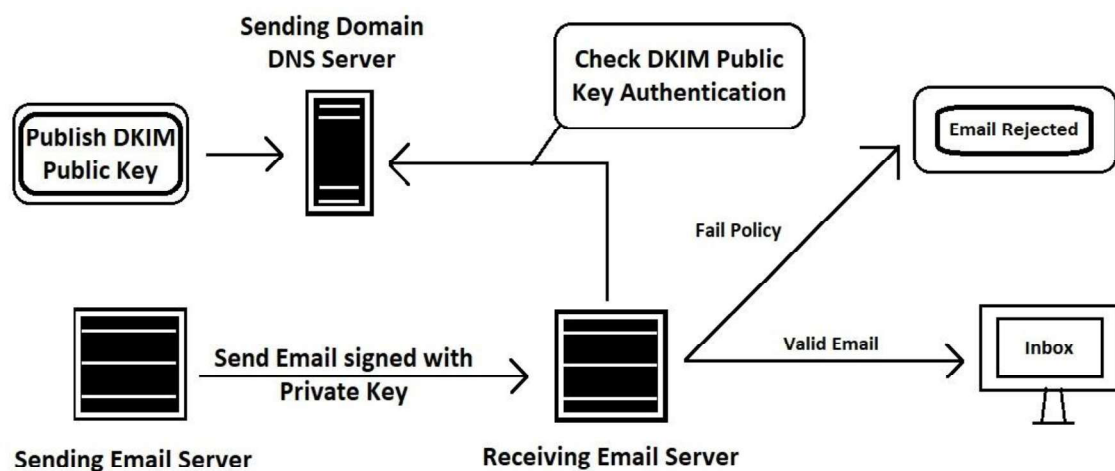 Sending Domain
DNS Server
Check DKIM Public
Key Authentication
Publish DKIM
Public Key
Email Rejected
Fail Policy
Send Email signed with
Private Key
Valid Email
Inbox
Sending Email Server
Receiving Email Server